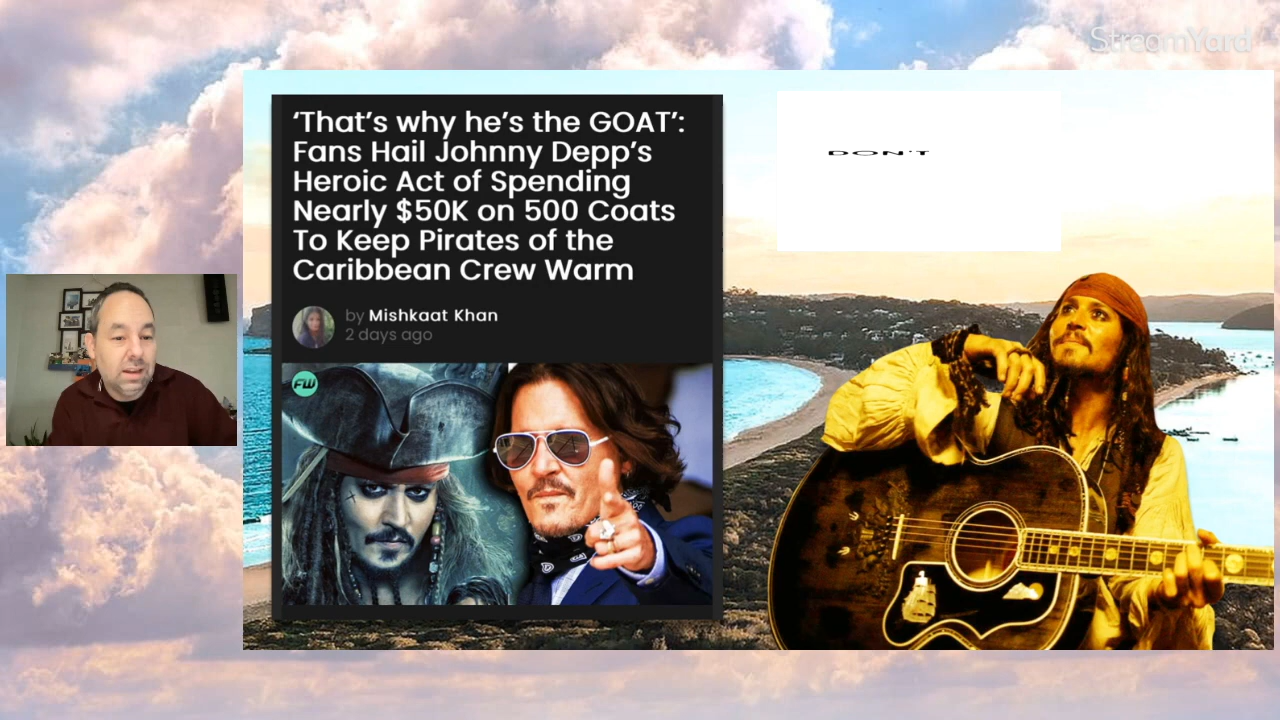 StreamYard
'That's why he's the GOAT':
Fans Hail Johnny Depp's
Heroic Act of Spending
Nearly $50K on 500 Coats
To Keep Pirates of the
Caribbean Crew Warm
by Mishkaat Khan
2 days ago
FW
DON'T